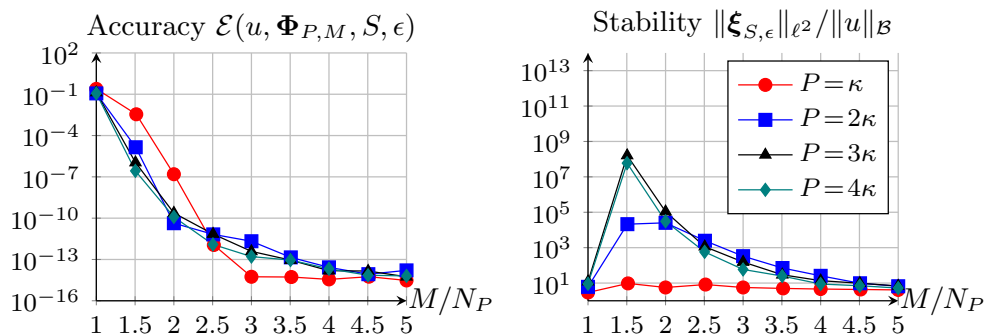 Accuracy ℰ(u, Φ_{P,M}, S, ϵ)
10^{−1}
10^{−4}
10^{−7}
10^{−10}
10^{−13}
10^{−16}
1 1.5 2 2.5 3 3.5 4 4.5 5
M/N_P
Stability ‖ξ_{S,ϵ}‖_{ℓ²}/‖u‖_ℬ
10^{13}
10^{11}
10^{9}
10^{7}
10^{5}
10^{3}
10^{1}
1 1.5 2 2.5 3 3.5 4 4.5 5
M/N_P
P = κ
P = 2κ
P = 3κ
P = 4κ